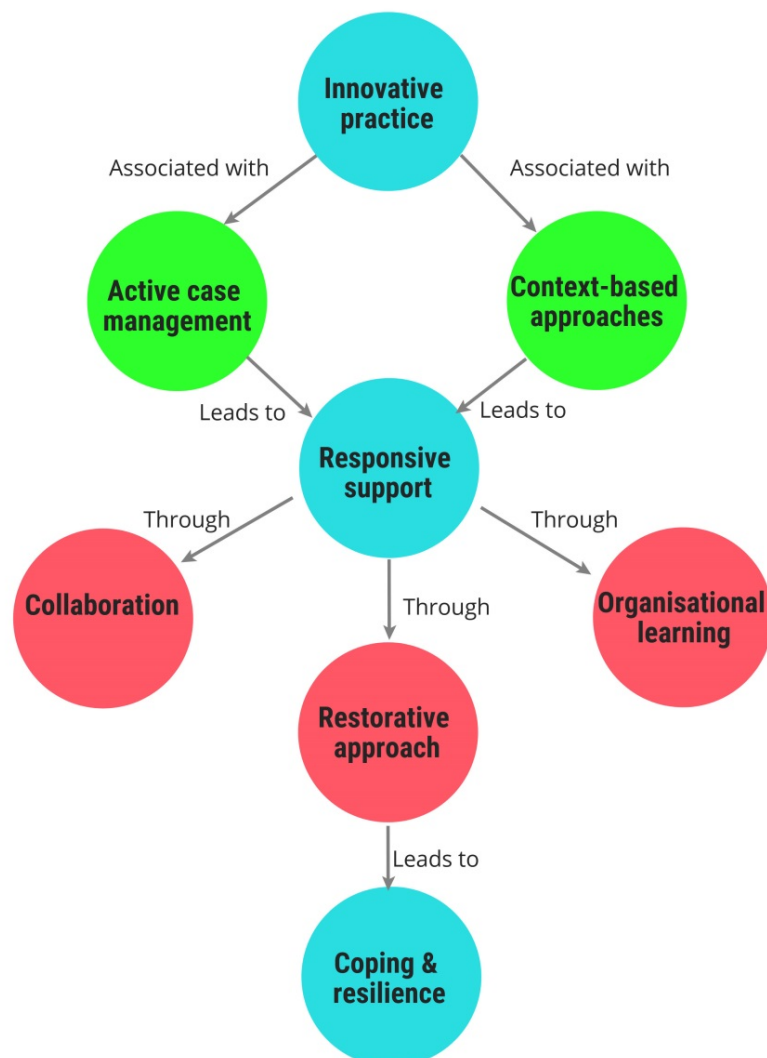 Innovative
practice
Associated with
Associated with
Active case
management
Context-based
approaches
Leads to
Leads to
Responsive
support
Through
Through
Collaboration
Through
Organisational
learning
Restorative
approach
Leads to
Coping &
resilience